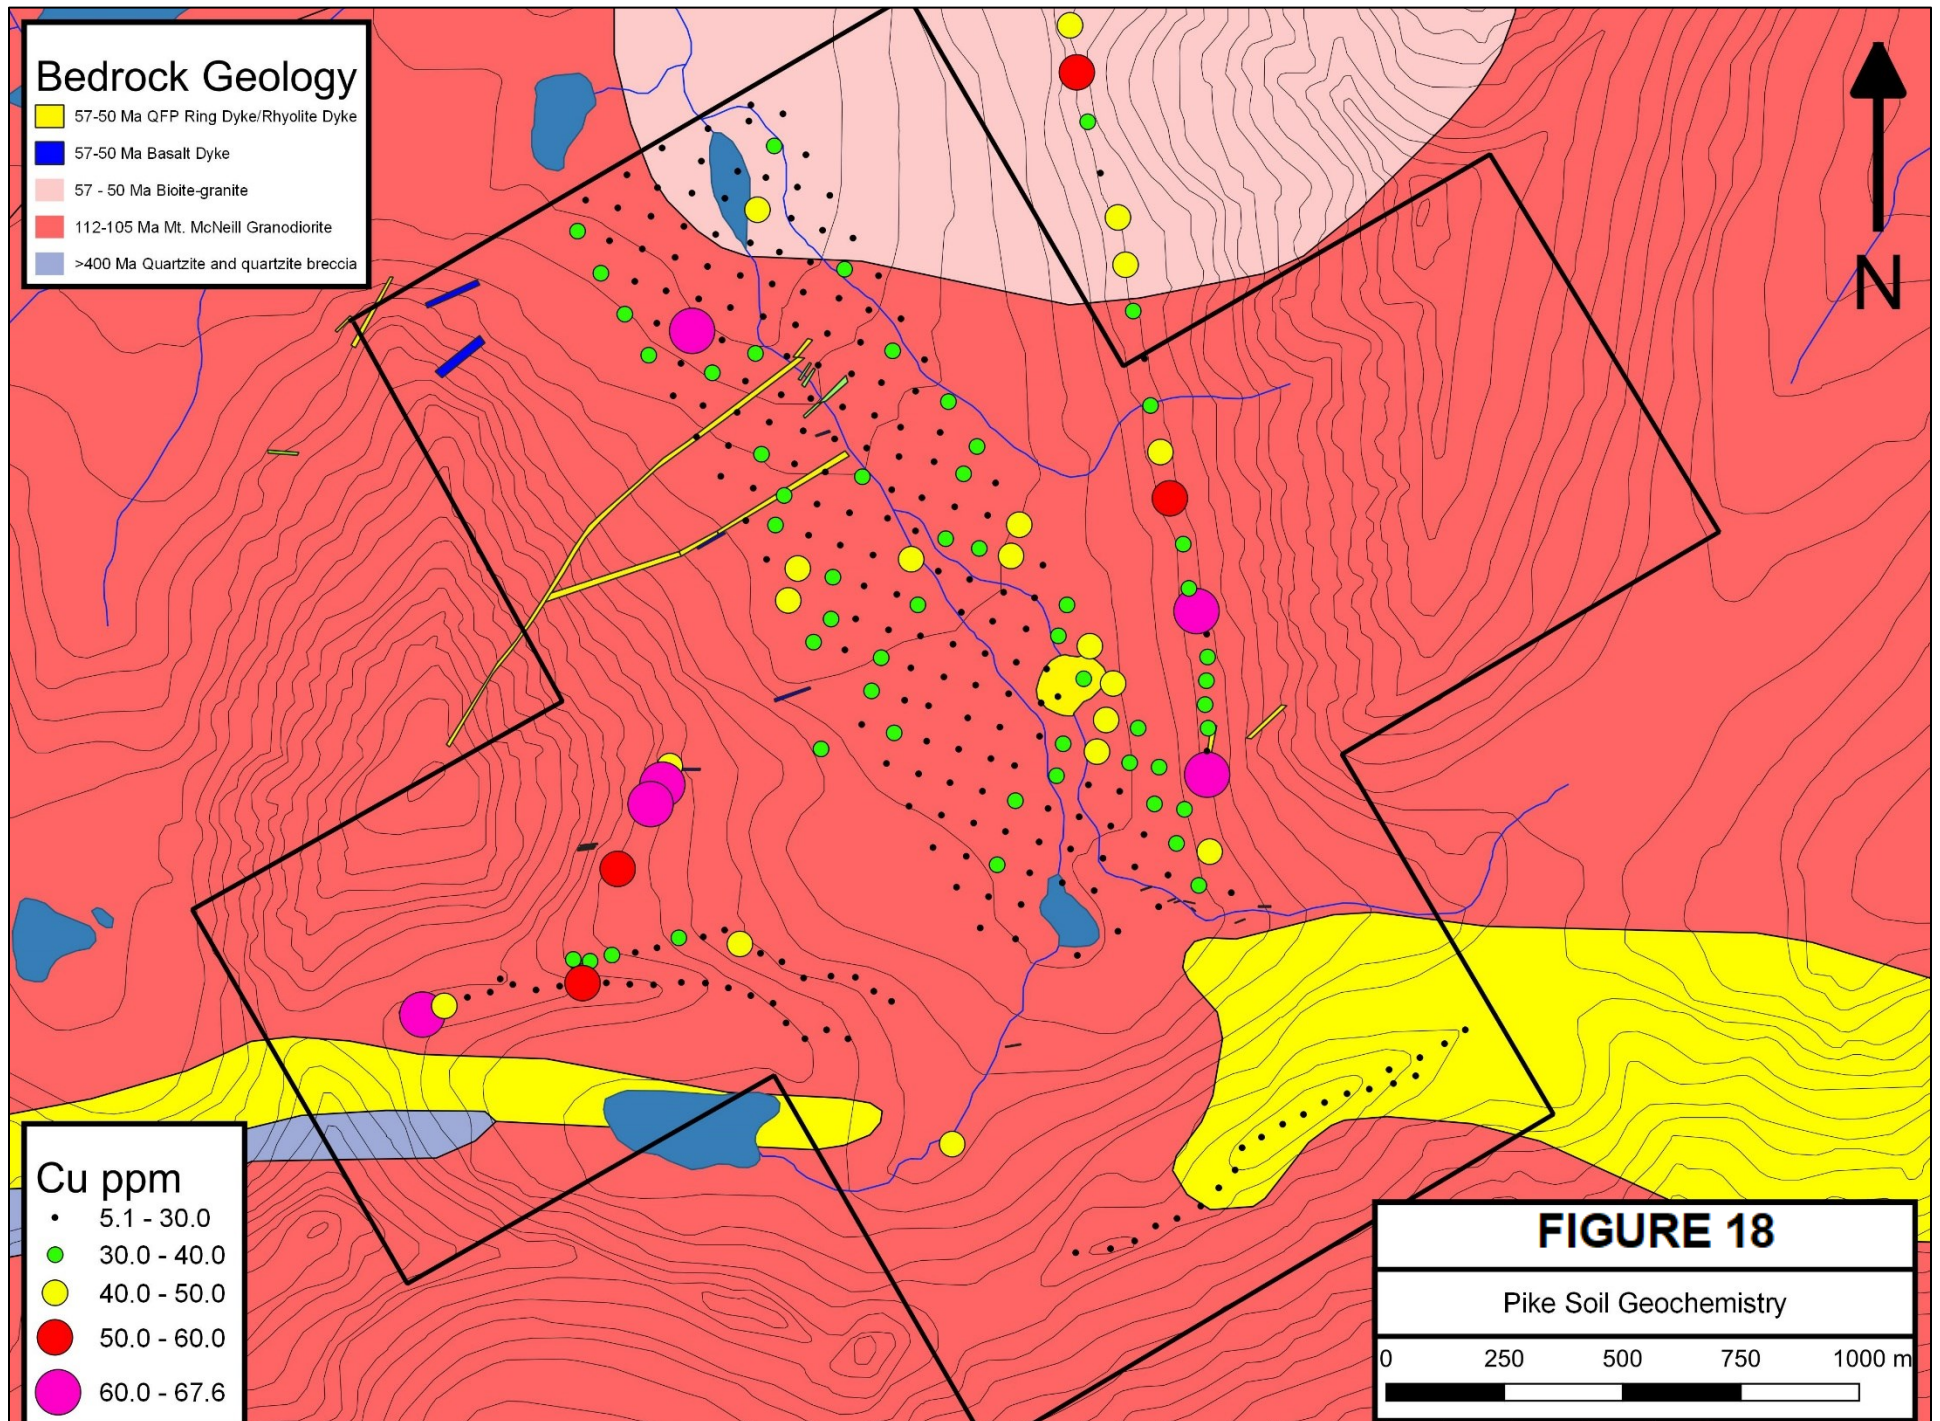 Bedrock Geology
57-50 Ma QFP Ring Dyke/Rhyolite Dyke
57-50 Ma Basalt Dyke
57 - 50 Ma Bioite-granite
112-105 Ma Mt. McNeill Granodiorite
>400 Ma Quartzite and quartzite breccia
N
Cu ppm
5.1 - 30.0
30.0 - 40.0
40.0 - 50.0
50.0 - 60.0
60.0 - 67.6
FIGURE 18
Pike Soil Geochemistry
0 250 500 750 1000 m